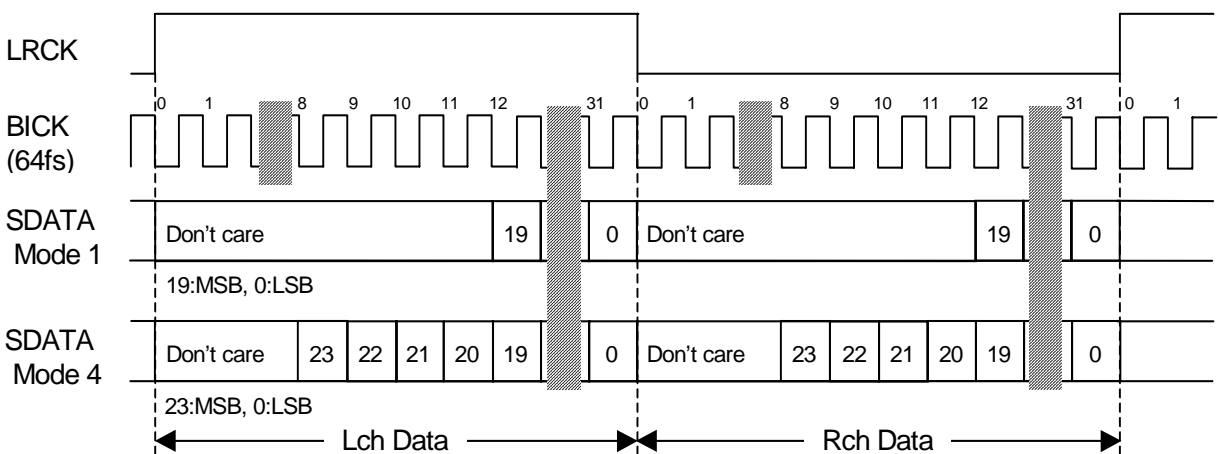 LRCK
0 1 8 9 10 11 12 31 0 1 8 9 10 11 12 31 0 1
BICK
(64fs)
SDATA
Mode 1
Don't care 19 0 Don't care 19 0
19:MSB, 0:LSB
SDATA
Mode 4
Don't care 23 22 21 20 19 0 Don't care 23 22 21 20 19 0
23:MSB, 0:LSB
Lch Data Rch Data